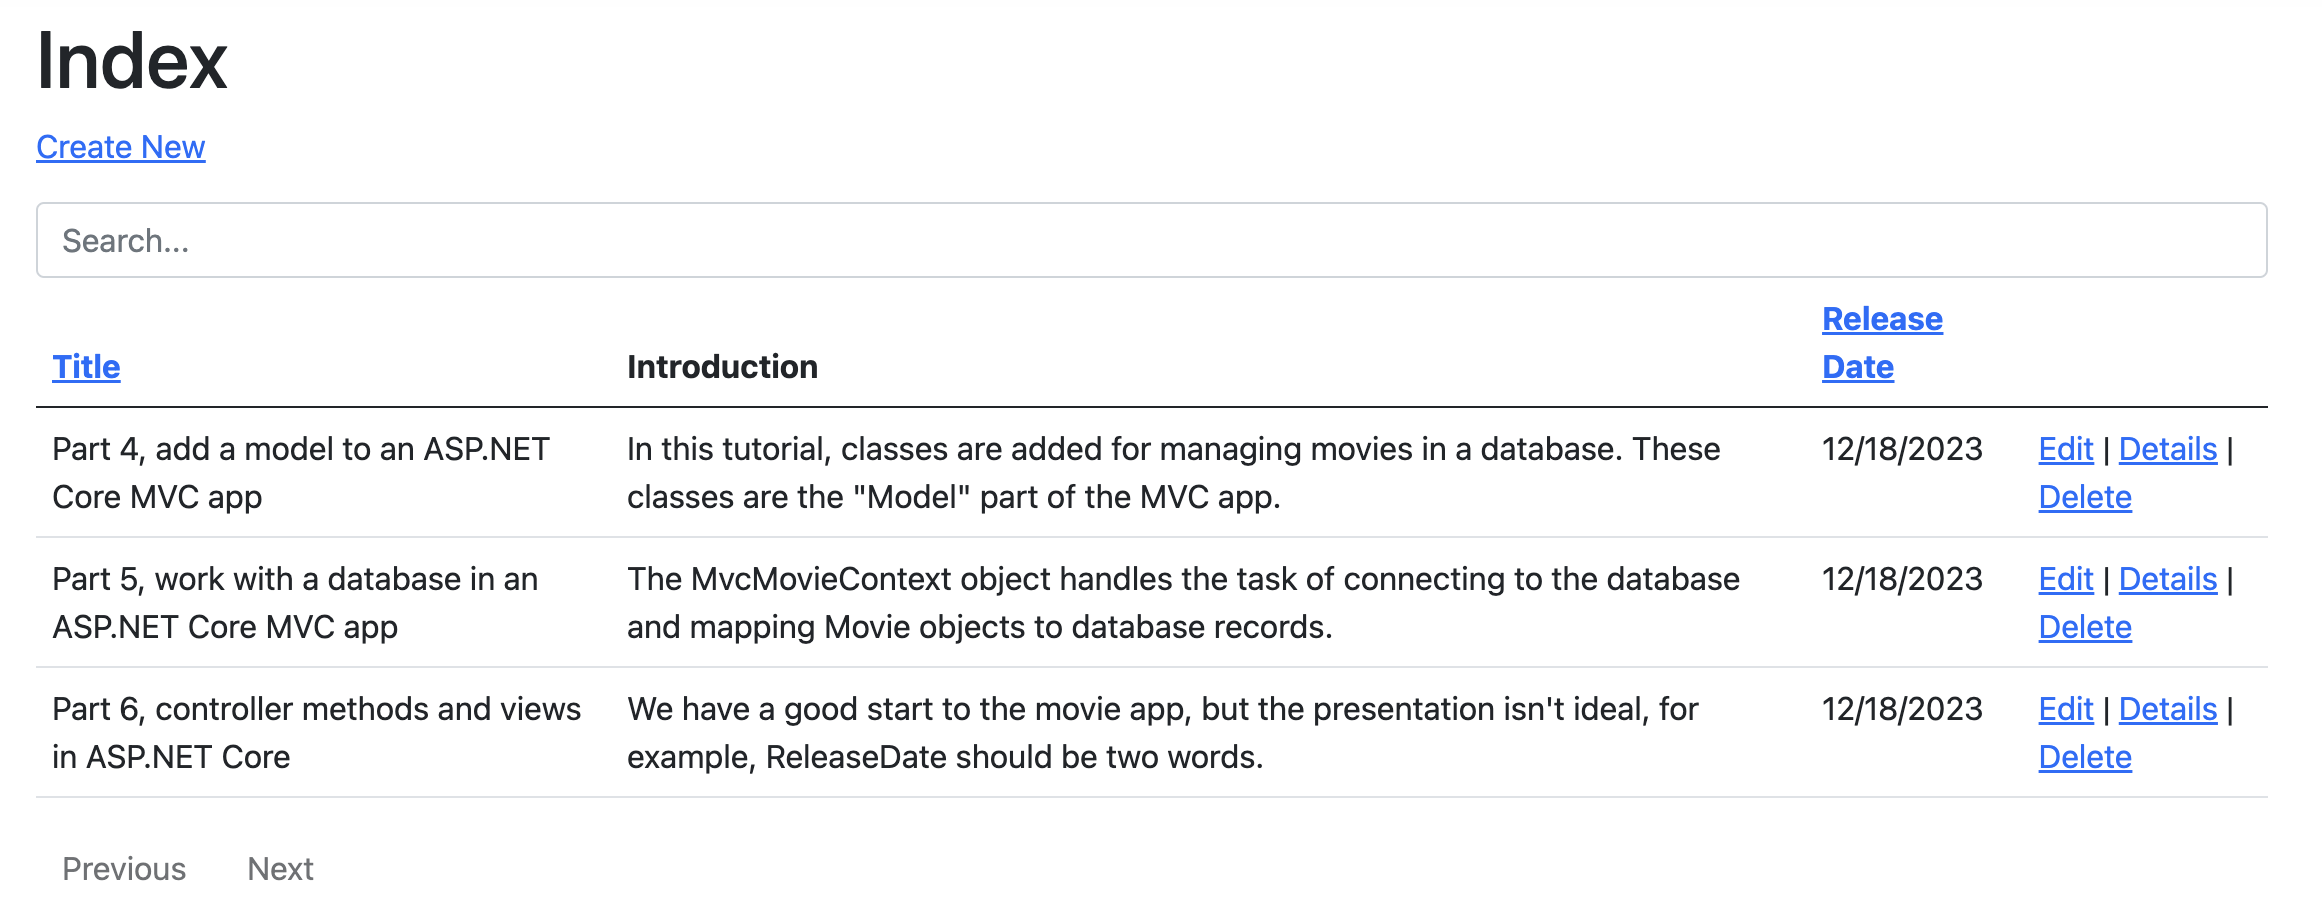 Index
Create New
Search...
Title Introduction Release Date
Part 4, add a model to an ASP.NET Core MVC app
In this tutorial, classes are added for managing movies in a database. These classes are the "Model" part of the MVC app.
12/18/2023
Edit | Details | Delete
Part 5, work with a database in an ASP.NET Core MVC app
The MvcMovieContext object handles the task of connecting to the database and mapping Movie objects to database records.
12/18/2023
Edit | Details | Delete
Part 6, controller methods and views in ASP.NET Core
We have a good start to the movie app, but the presentation isn't ideal, for example, ReleaseDate should be two words.
12/18/2023
Edit | Details | Delete
Previous Next